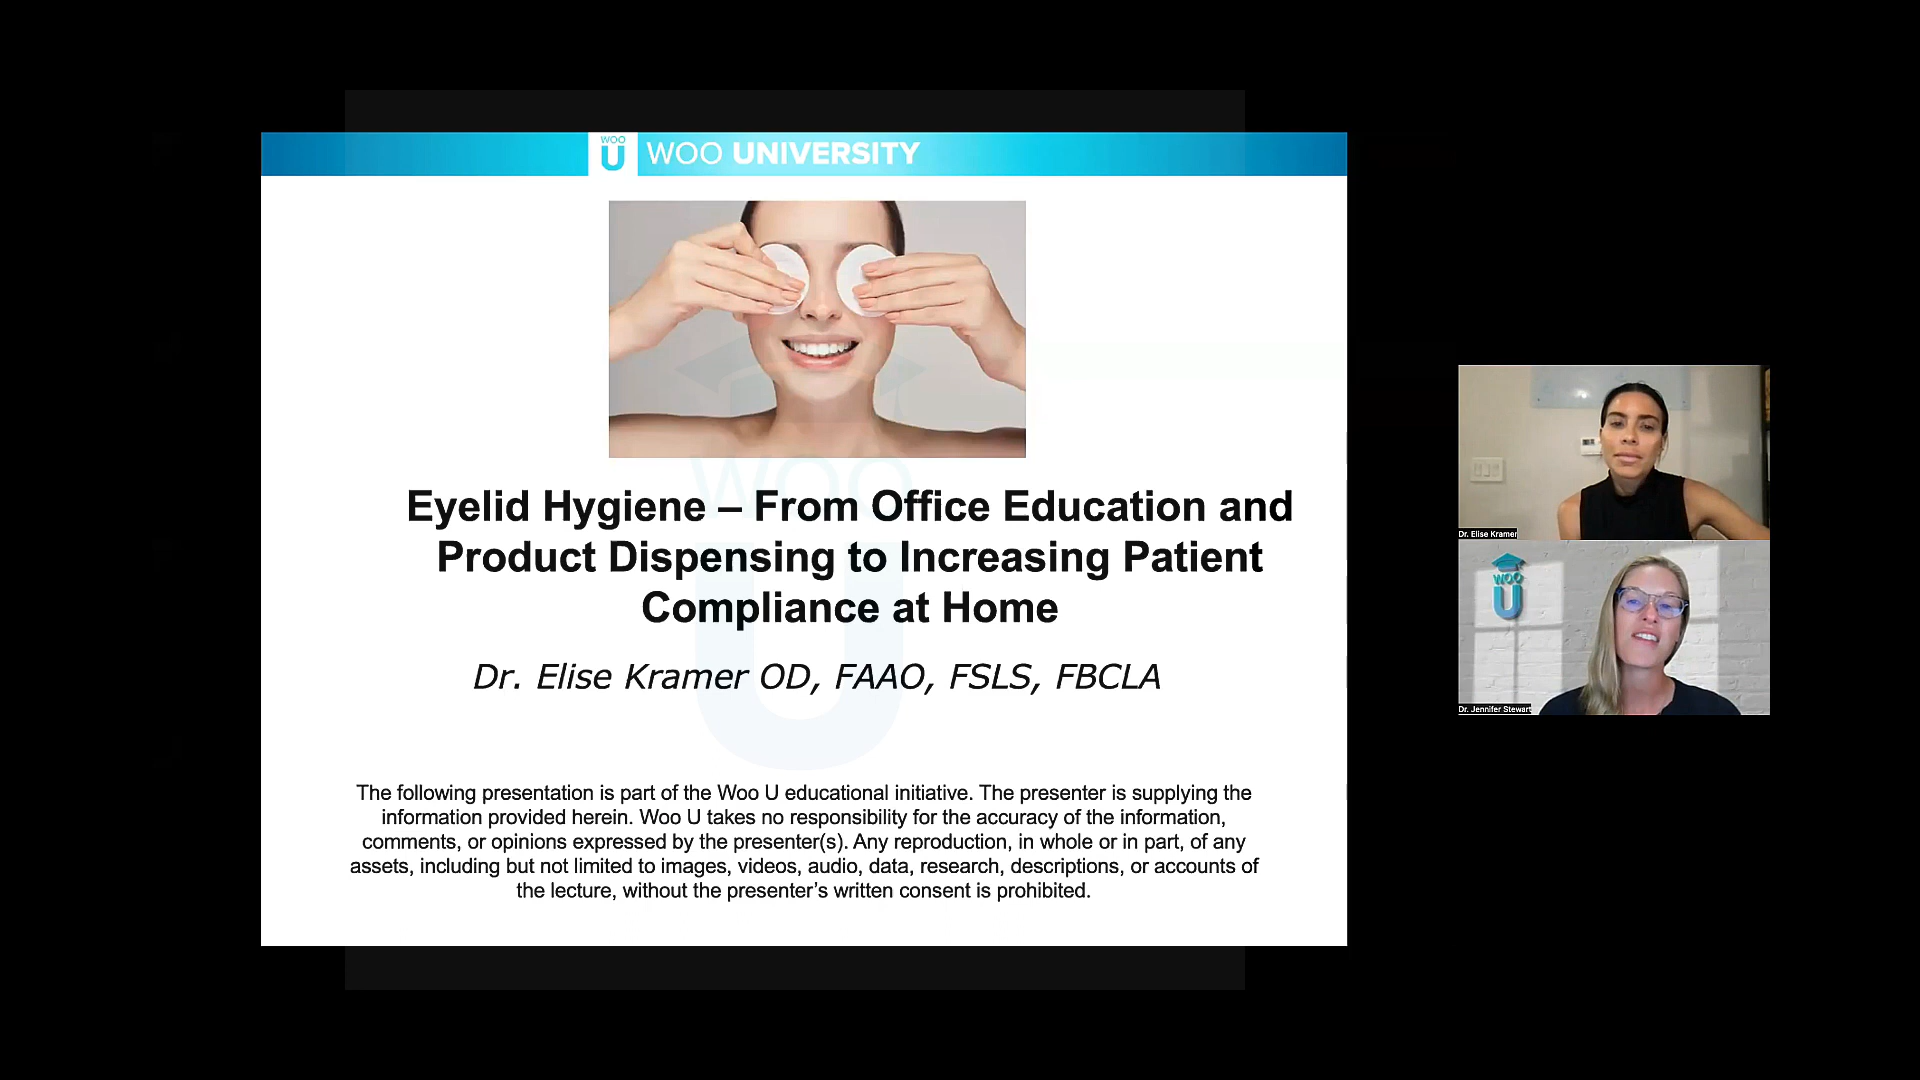 WOO
U
WOO UNIVERSITY
WOO
U
Eyelid Hygiene – From Office Education and
Product Dispensing to Increasing Patient
Compliance at Home
Dr. Elise Kramer OD, FAAO, FSLS, FBCLA
The following presentation is part of the Woo U educational initiative. The presenter is supplying the
information provided herein. Woo U takes no responsibility for the accuracy of the information,
comments, or opinions expressed by the presenter(s). Any reproduction, in whole or in part, of any
assets, including but not limited to images, videos, audio, data, research, descriptions, or accounts of
the lecture, without the presenter’s written consent is prohibited.
Dr. Elise Kramer
WOO
U
Dr. Jennifer Stewart